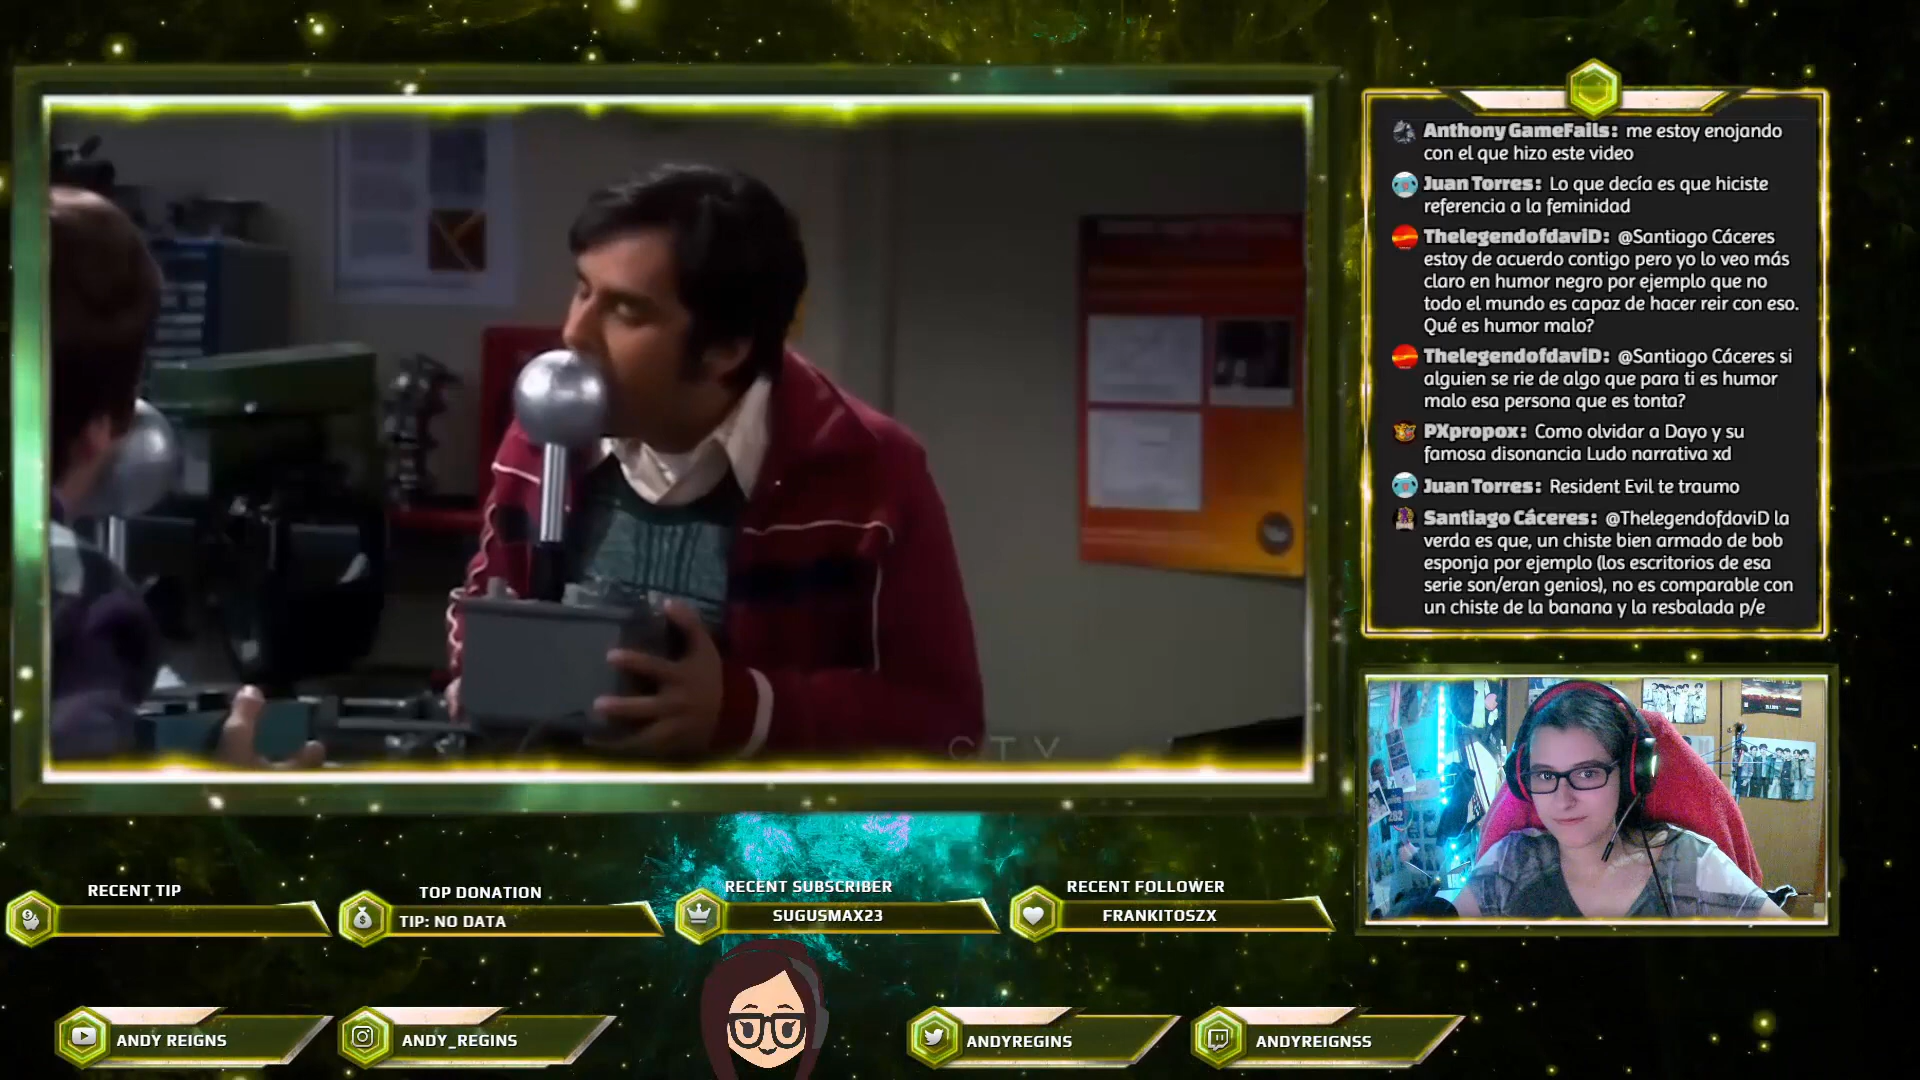 Anthony GameFails: me estoy enojando
con el que hizo este video
Juan Torres: Lo que decía es que hiciste
referencia a la feminidad
ThelegendofdaviD: @Santiago Cáceres
estoy de acuerdo contigo pero yo lo veo más
claro en humor negro por ejemplo que no
todo el mundo es capaz de hacer reir con eso.
Qué es humor malo?
ThelegendofdaviD: @Santiago Cáceres si
alguien se rie de algo que para ti es humor
malo esa persona que es tonta?
PXpropox: Como olvidar a Dayo y su
famosa disonancia Ludo narrativa xd
Juan Torres: Resident Evil te traumo
Santiago Cáceres: @ThelegendofdaviD la
verda es que, un chiste bien armado de bob
esponja por ejemplo (los escritorios de esa
serie son/eran genios), no es comparable con
un chiste de la banana y la resbalada p/e
CTV
RECENT TIP
TOP DONATION
TIP: NO DATA
RECENT SUBSCRIBER
SUGUSMAX23
RECENT FOLLOWER
FRANKITOSZX
ANDY REIGNS
ANDY_REGINS
ANDYREGINS
ANDYREIGNSS